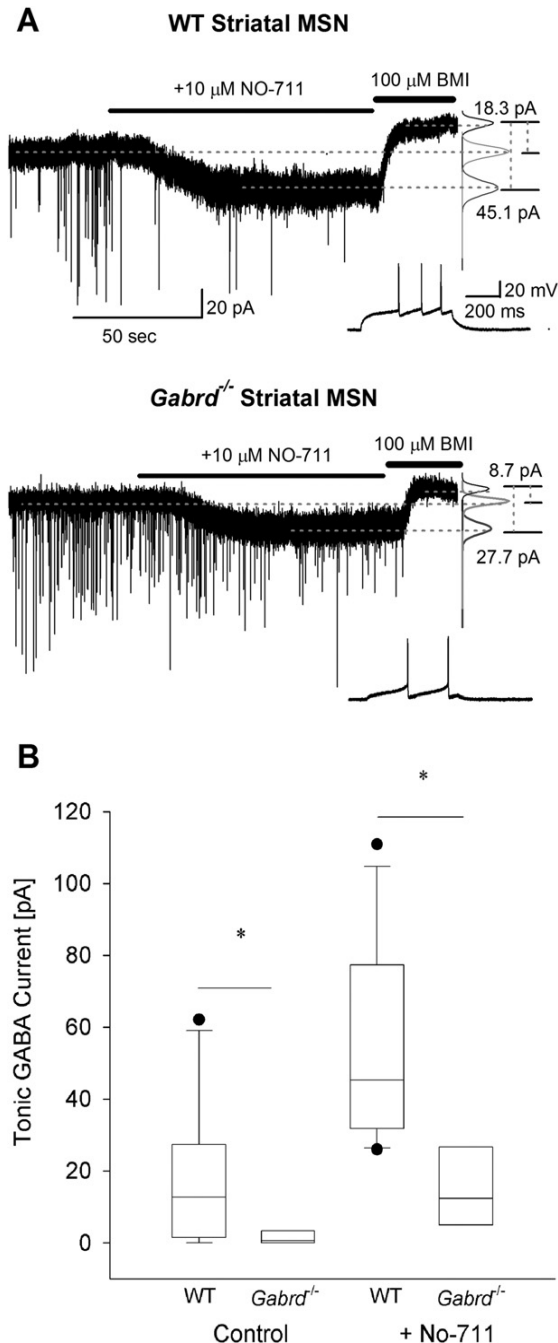 A
WT Striatal MSN
+10 µM NO-711
100 µM BMI
18.3 pA
45.1 pA
20 pA
50 sec
20 mV
200 ms
Gabrd-/- Striatal MSN
+10 µM NO-711
100 µM BMI
8.7 pA
27.7 pA
B
Tonic GABA Current [pA]
120
100
80
60
40
20
0
*
*
WT
Gabrd-/-
WT
Gabrd-/-
Control
+ No-711